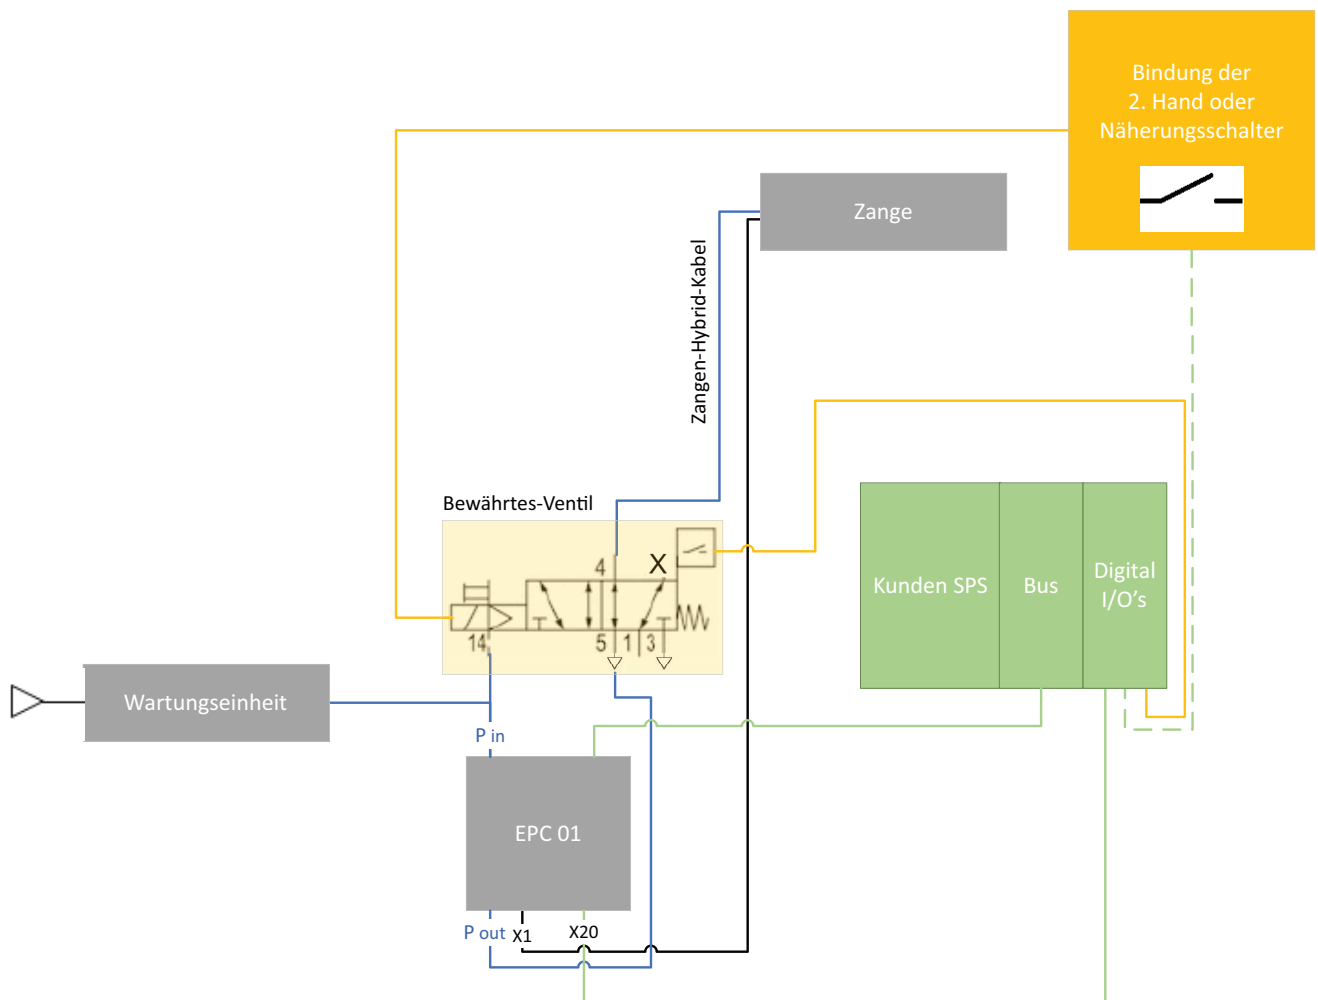 Bindung der
2. Hand oder
Näherungsschalter
Zange
Zangen-Hybrid-Kabel
Bewährtes-Ventil
4
X
14
5
1
3
Kunden SPS
Bus
Digital
I/O's
Wartungseinheit
P in
EPC 01
P out
X1
X20